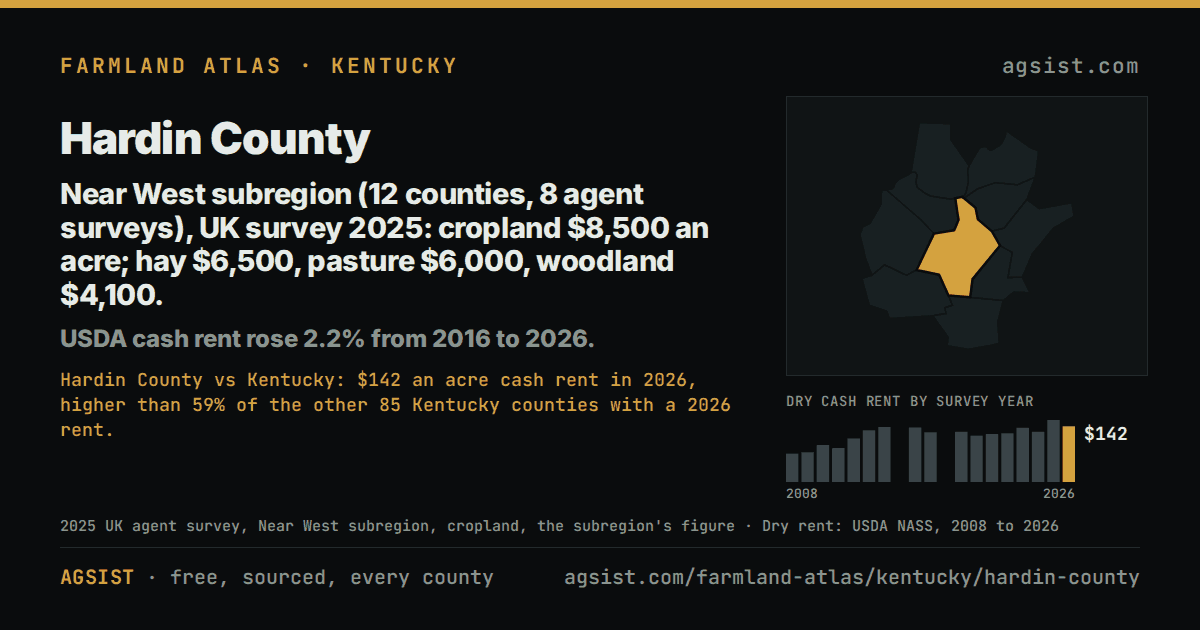 FARMLAND ATLAS · KENTUCKY
agsist.com
Hardin County
Near West subregion (12 counties, 8 agent
surveys), UK survey 2025: cropland $8,500 an
acre; hay $6,500, pasture $6,000, woodland
$4,100.
USDA cash rent rose 2.2% from 2016 to 2026.
Hardin County vs Kentucky: $142 an acre cash rent in 2026,
higher than 59% of the other 85 Kentucky counties with a 2026
rent.
DRY CASH RENT BY SURVEY YEAR
$142
2008
2026
2025 UK agent survey, Near West subregion, cropland, the subregion's figure · Dry rent: USDA NASS, 2008 to 2026
AGSIST · free, sourced, every county
agsist.com/farmland-atlas/kentucky/hardin-county